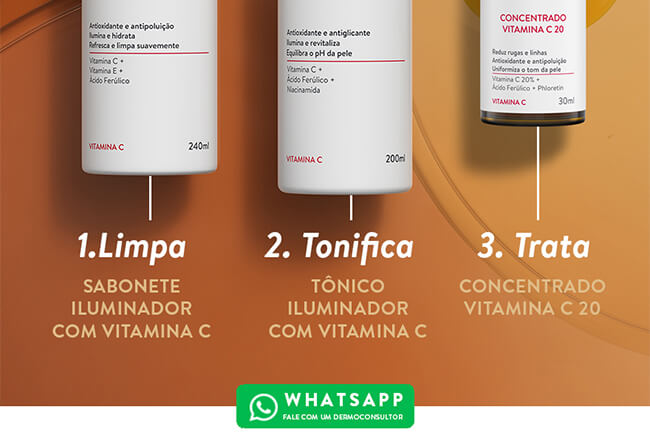 Antioxidante e antipoluição
Ilumina e hidrata
Refresca e limpa suavemente
Vitamina C +
Vitamina E +
Ácido Ferúlico
VITAMINA C 240ml
Antioxidante e antiglicante
Ilumina e revitaliza
Equilibra o pH da pele
Vitamina C +
Ácido Ferúlico +
Niacinamida
VITAMINA C 200ml
CONCENTRADO
VITAMINA C 20
Reduz rugas e linhas
Antioxidante e antipoluição
Uniformiza o tom da pele
Vitamina C 20% +
Ácido Ferúlico + Phloretin
VITAMINA C 30ml
1.Limpa
SABONETE
ILUMINADOR
COM VITAMINA C
2. Tonifica
TÔNICO
ILUMINADOR
COM VITAMINA C
3. Trata
CONCENTRADO
VITAMINA C 20
WHATSAPP
FALE COM UM DERMOCONSULTOR